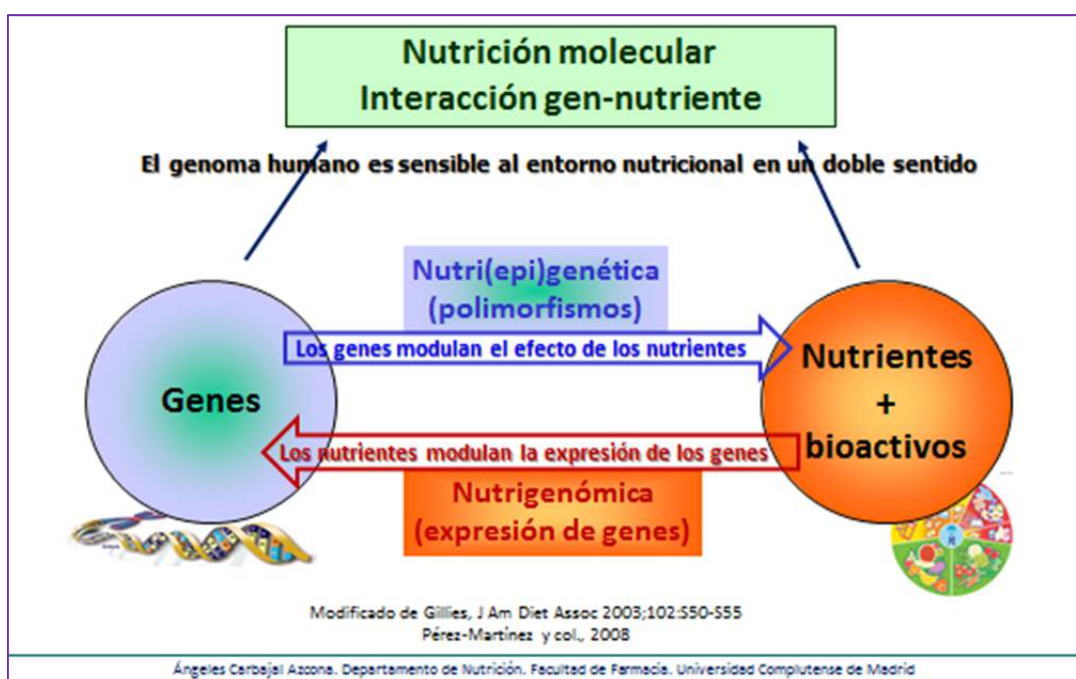 Nutrición molecular
Interacción gen-nutriente
El genoma humano es sensible al entorno nutricional en un doble sentido
Nutri(epi)genética
(polimorfismos)
Los genes modulan el efecto de los nutrientes
Genes
Nutrientes
+
bioactivos
Los nutrientes modulan la expresión de los genes
Nutrigenómica
(expresión de genes)
Modificado de Gillies, J Am Diet Assoc 2003;102:S50-S55
Pérez-Martínez y col., 2008
Ángeles Carbajal Azcona. Departamento de Nutrición. Facultad de Farmacia. Universidad Complutense de Madrid